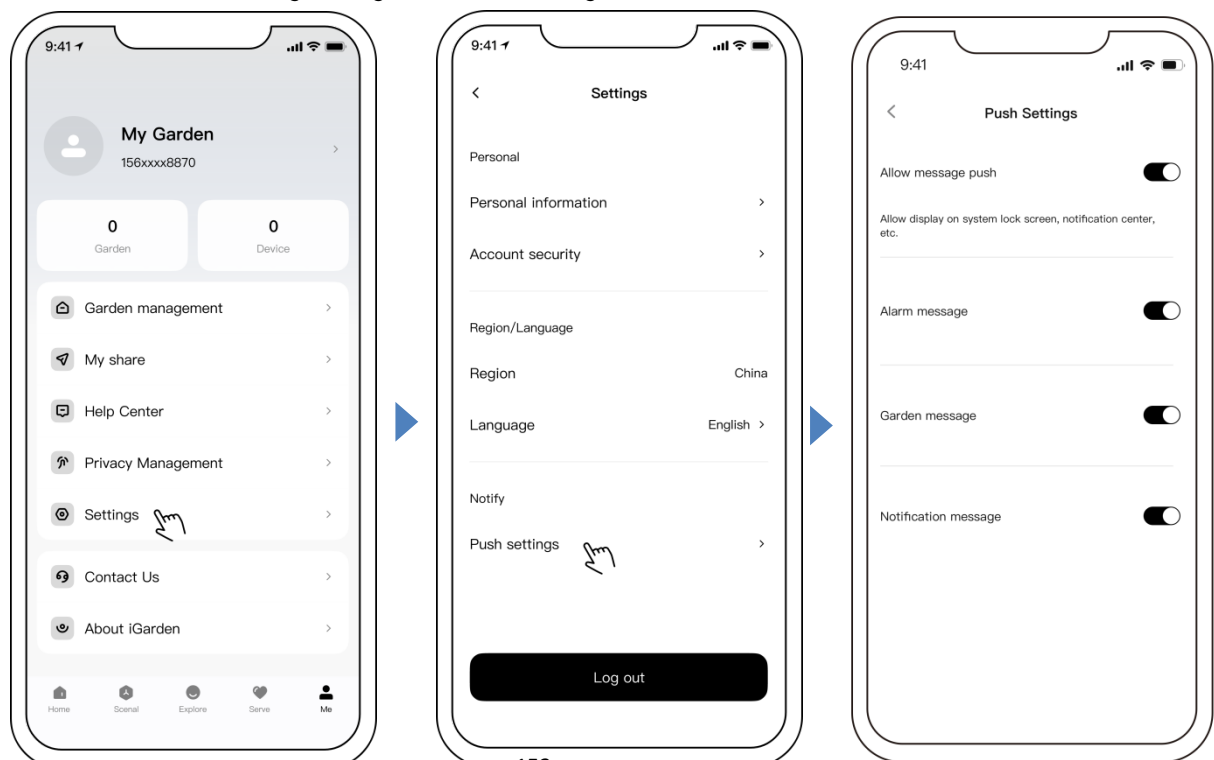 9:41
My Garden
156xxxx8870
0
Garden
0
Device
Garden management
My share
Help Center
Privacy Management
Settings
Contact Us
About iGarden
Home
Scenal
Explore
Serve
Me
9:41
Settings
Personal
Personal information
Account security
Region/Language
Region
China
Language
English
Notify
Push settings
Log out
9:41
Push Settings
Allow message push
Allow display on system lock screen, notification center,
etc.
Alarm message
Garden message
Notification message